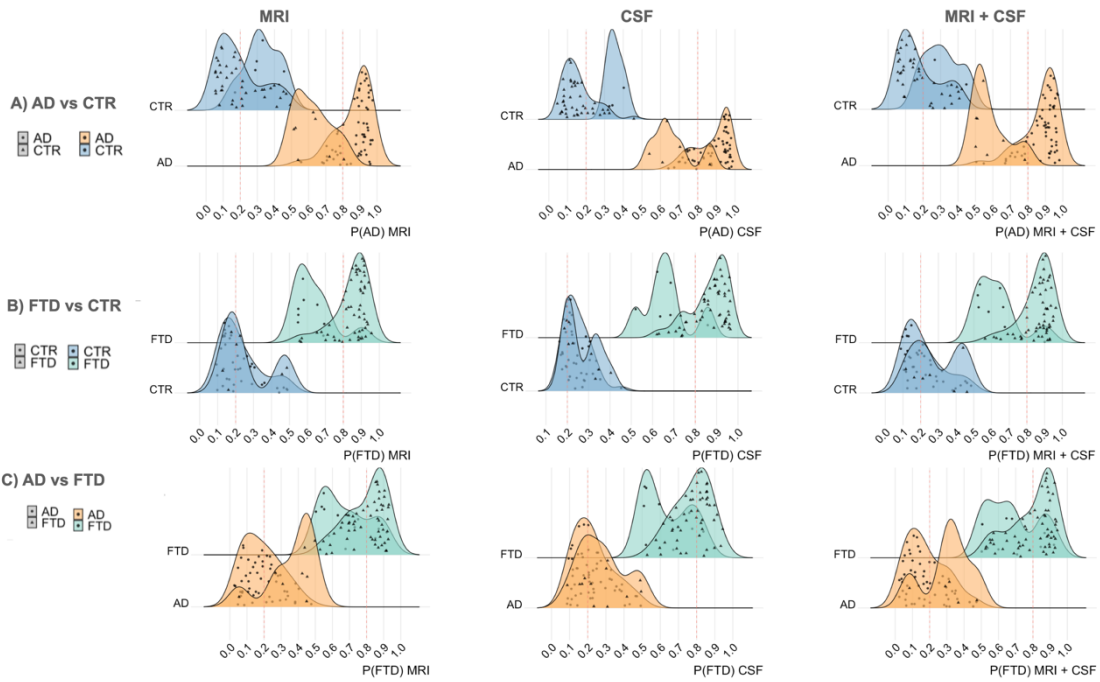 MRI CSF MRI + CSF
A) AD vs CTR
AD AD
CTR CTR
CTR CTR CTR
AD AD AD
0.0 0.1 0.2 0.3 0.4 0.5 0.6 0.7 0.8 0.9 1.0
P(AD) MRI
0.0 0.1 0.2 0.3 0.4 0.5 0.6 0.7 0.8 0.9 1.0
P(AD) CSF
0.0 0.1 0.2 0.3 0.4 0.5 0.6 0.7 0.8 0.9 1.0
P(AD) MRI + CSF
B) FTD vs CTR
CTR CTR
FTD FTD
FTD FTD FTD
CTR CTR CTR
0.0 0.1 0.2 0.3 0.4 0.5 0.6 0.7 0.8 0.9 1.0
P(FTD) MRI
0.1 0.2 0.3 0.4 0.5 0.6 0.7 0.8 0.9 1.0
P(FTD) CSF
0.0 0.1 0.2 0.3 0.4 0.5 0.6 0.7 0.8 0.9 1.0
P(FTD) MRI + CSF
C) AD vs FTD
AD AD
FTD FTD
FTD FTD FTD
AD AD AD
0.0 0.1 0.2 0.3 0.4 0.5 0.6 0.7 0.8 0.9 1.0
P(FTD) MRI
0.0 0.1 0.2 0.3 0.4 0.5 0.6 0.7 0.8 0.9 1.0
P(FTD) CSF
0.0 0.1 0.2 0.3 0.4 0.5 0.6 0.7 0.8 0.9 1.0
P(FTD) MRI + CSF